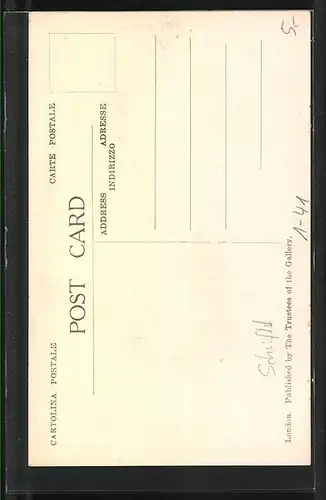 CARTOLINA POSTALE CARTE POSTALE
POST CARD
ADDRESS ADRESSE
INDIRIZZO
Schriftst
1-41
London. Published by The Trustees of the Gallery.
5.-